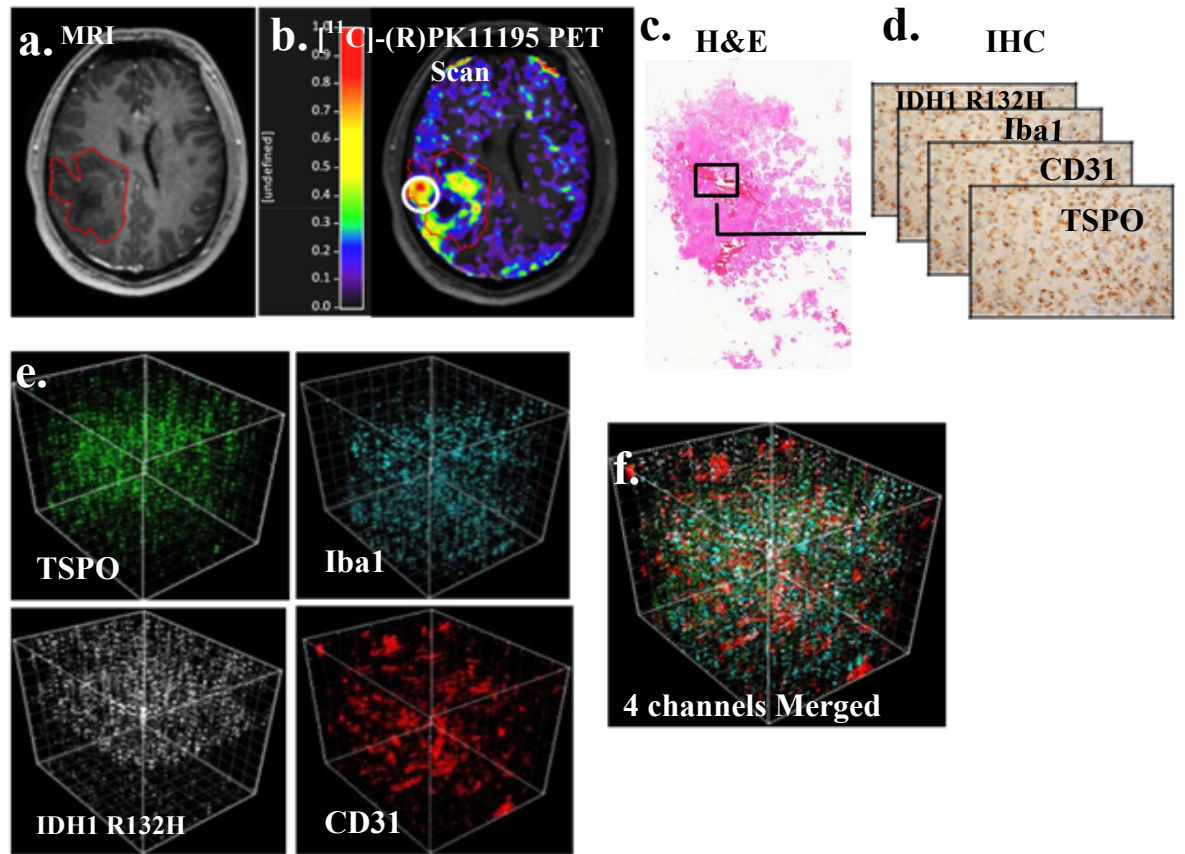 a. MRI
b. [¹¹C]-(R)PK11195 PET
Scan
1.0
0.9
0.8
0.7
0.6
0.5
0.4
0.3
0.2
0.1
0.0
[undefined]
c. H&E
d. IHC
IDH1 R132H
Iba1
CD31
TSPO
e.
TSPO
Iba1
IDH1 R132H
CD31
f.
4 channels Merged